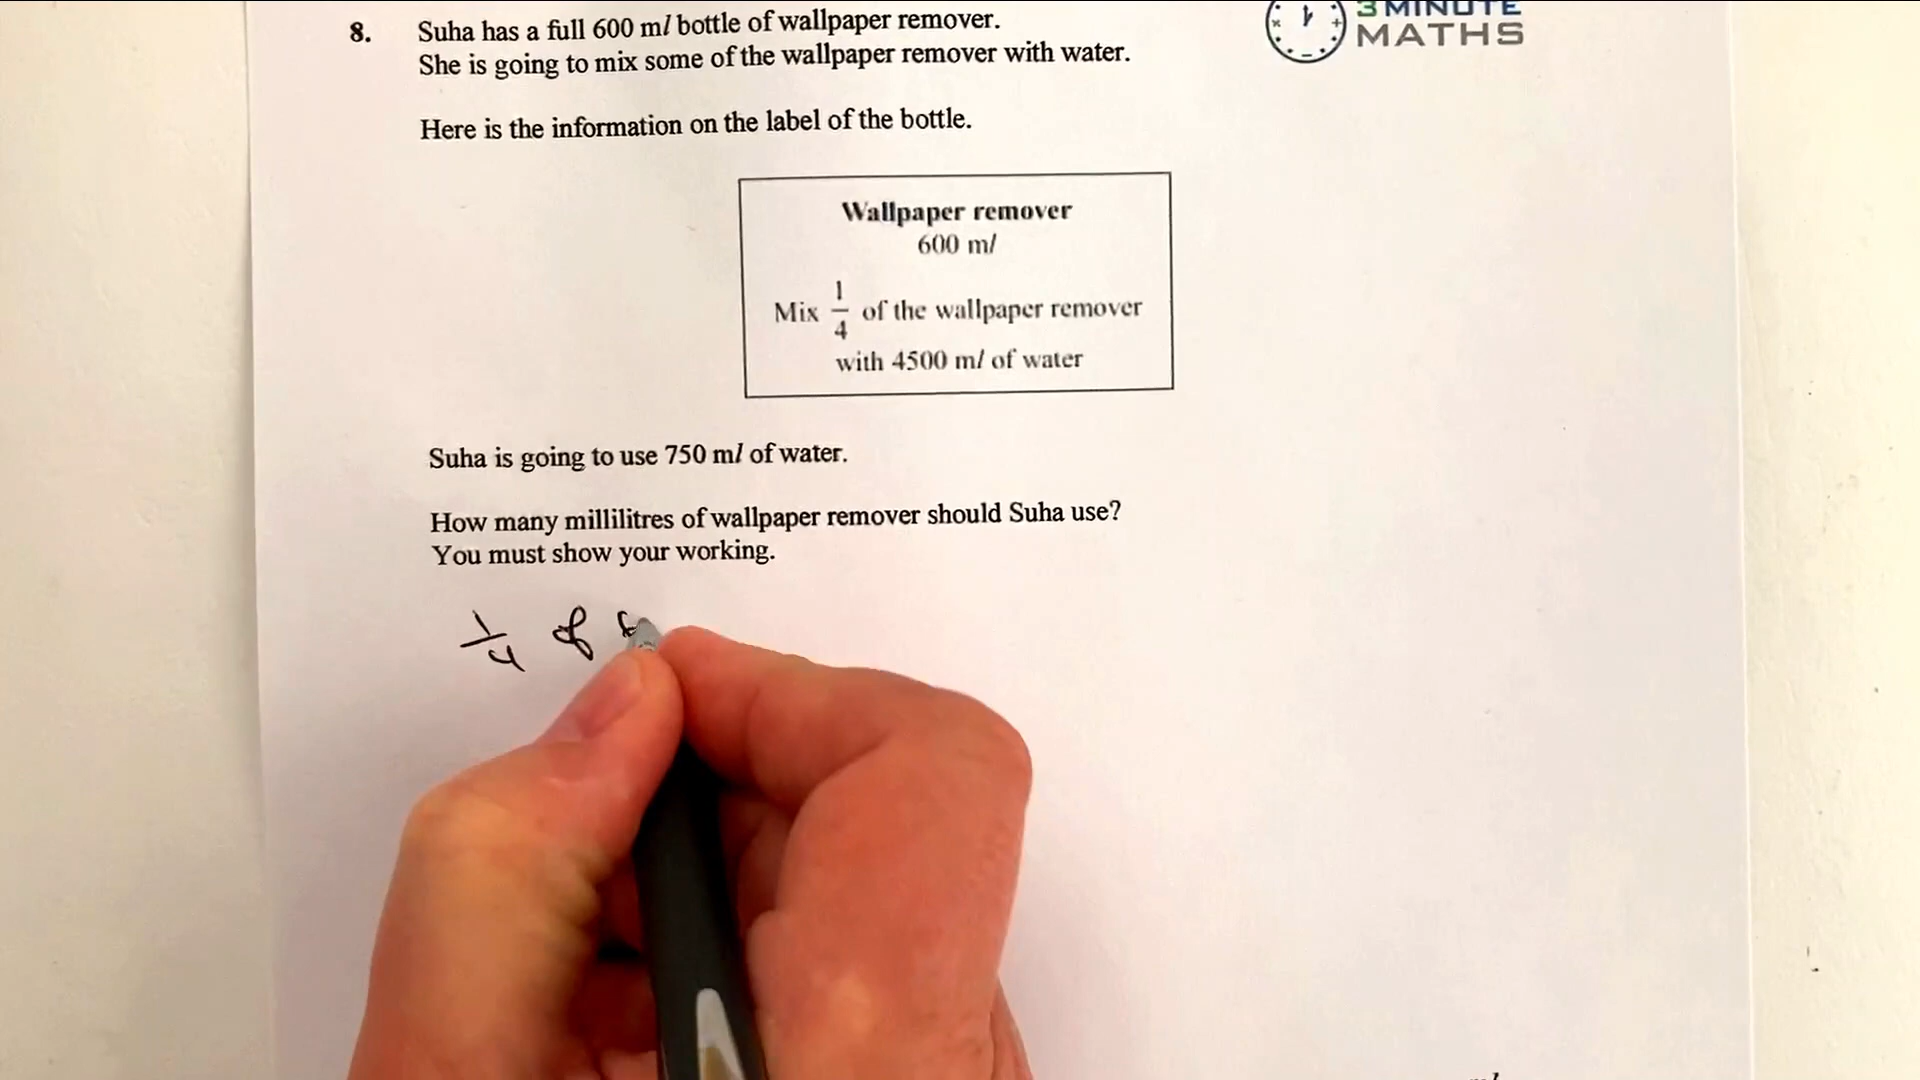 3 MINUTE
MATHS
8. Suha has a full 600 ml bottle of wallpaper remover.
She is going to mix some of the wallpaper remover with water.
Here is the information on the label of the bottle.
Wallpaper remover
600 ml
Mix 1/4 of the wallpaper remover
with 4500 ml of water
Suha is going to use 750 ml of water.
How many millilitres of wallpaper remover should Suha use?
You must show your working.
1/4 of